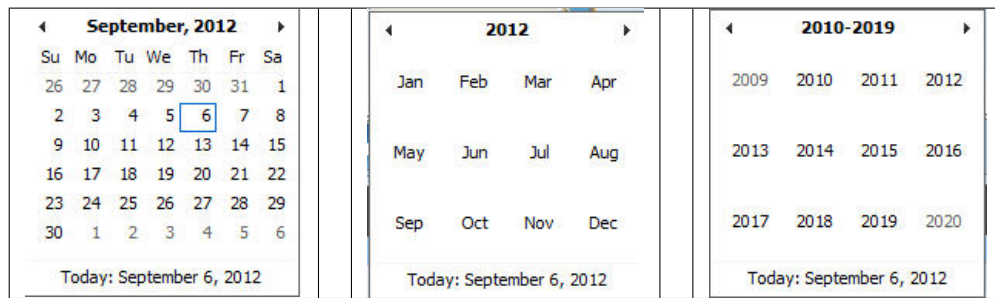 September, 2012
Su Mo Tu We Th Fr Sa
26 27 28 29 30 31 1
2 3 4 5 6 7 8
9 10 11 12 13 14 15
16 17 18 19 20 21 22
23 24 25 26 27 28 29
30 1 2 3 4 5 6
Today: September 6, 2012
2012
Jan Feb Mar Apr
May Jun Jul Aug
Sep Oct Nov Dec
Today: September 6, 2012
2010-2019
2009 2010 2011 2012
2013 2014 2015 2016
2017 2018 2019 2020
Today: September 6, 2012